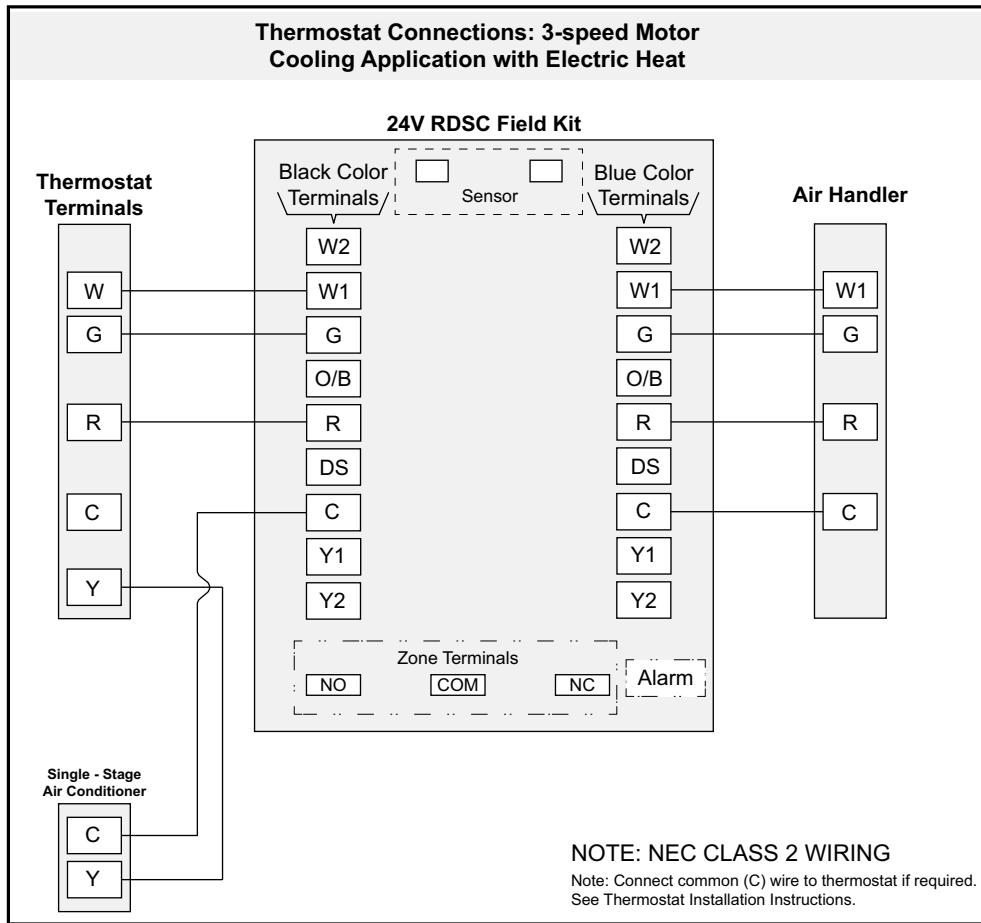 Thermostat Connections: 3-speed Motor
Cooling Application with Electric Heat
24V RDSC Field Kit
Thermostat
Terminals
W
G
R
C
Y
Black Color
Terminals
Sensor
Blue Color
Terminals
W2
W1
G
O/B
R
DS
C
Y1
Y2
W2
W1
G
O/B
R
DS
C
Y1
Y2
Air Handler
W1
G
R
C
Zone Terminals
NO
COM
NC
Alarm
Single - Stage
Air Conditioner
C
Y
NOTE: NEC CLASS 2 WIRING
Note: Connect common (C) wire to thermostat if required.
See Thermostat Installation Instructions.